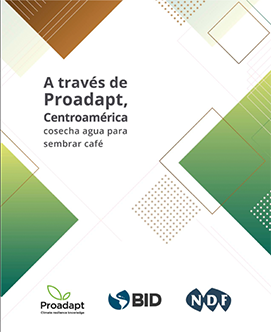 A través de
Proadapt,
Centroamérica
cosecha agua para
sembrar café
Proadapt
Climate resilience knowledge
BID
NDF